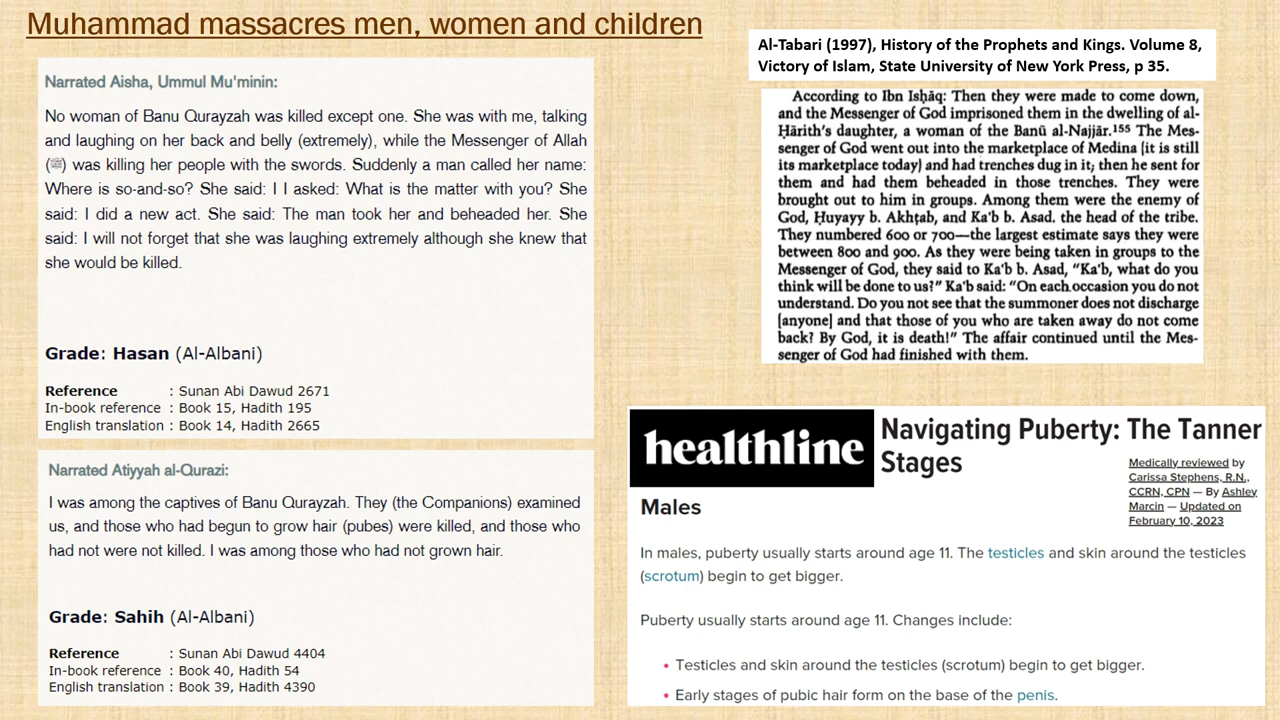 Muhammad massacres men, women and children
Narrated Aisha, Ummul Mu'minin:
No woman of Banu Qurayzah was killed except one. She was with me, talking
and laughing on her back and belly (extremely), while the Messenger of Allah
(ﷺ) was killing her people with the swords. Suddenly a man called her name:
Where is so-and-so? She said: I I asked: What is the matter with you? She
said: I did a new act. She said: The man took her and beheaded her. She
said: I will not forget that she was laughing extremely although she knew that
she would be killed.
Grade: Hasan (Al-Albani)
Reference : Sunan Abi Dawud 2671
In-book reference : Book 15, Hadith 195
English translation : Book 14, Hadith 2665
Narrated Atiyyah al-Qurazi:
I was among the captives of Banu Qurayzah. They (the Companions) examined
us, and those who had begun to grow hair (pubes) were killed, and those who
had not were not killed. I was among those who had not grown hair.
Grade: Sahih (Al-Albani)
Reference : Sunan Abi Dawud 4404
In-book reference : Book 40, Hadith 54
English translation : Book 39, Hadith 4390
Al-Tabari (1997), History of the Prophets and Kings. Volume 8,
Victory of Islam, State University of New York Press, p 35.
According to Ibn Isḥāq: Then they were made to come down,
and the Messenger of God imprisoned them in the dwelling of al-
Ḥārith's daughter, a woman of the Banū al-Najjār.155 The Mes-
senger of God went out into the marketplace of Medina (it is still
its marketplace today) and had trenches dug in it; then he sent for
them and had them beheaded in those trenches. They were
brought out to him in groups. Among them were the enemy of
God, Ḥuyayy b. Akhṭab, and Ka'b b. Asad, the head of the tribe.
They numbered 600 or 700—the largest estimate says they were
between 800 and 900. As they were being taken in groups to the
Messenger of God, they said to Ka'b b. Asad, "Ka'b, what do you
think will be done to us?" Ka'b said: "On each occasion you do not
understand. Do you not see that the summoner does not discharge
[anyone] and that those of you who are taken away do not come
back? By God, it is death!" The affair continued until the Mes-
senger of God had finished with them.
healthline
Navigating Puberty: The Tanner
Stages
Medically reviewed by
Carissa Stephens, R.N.,
CCRN, CPN — By Ashley
Marcin — Updated on
February 10, 2023
Males
In males, puberty usually starts around age 11. The testicles and skin around the testicles
(scrotum) begin to get bigger.
Puberty usually starts around age 11. Changes include:
• Testicles and skin around the testicles (scrotum) begin to get bigger.
• Early stages of pubic hair form on the base of the penis.